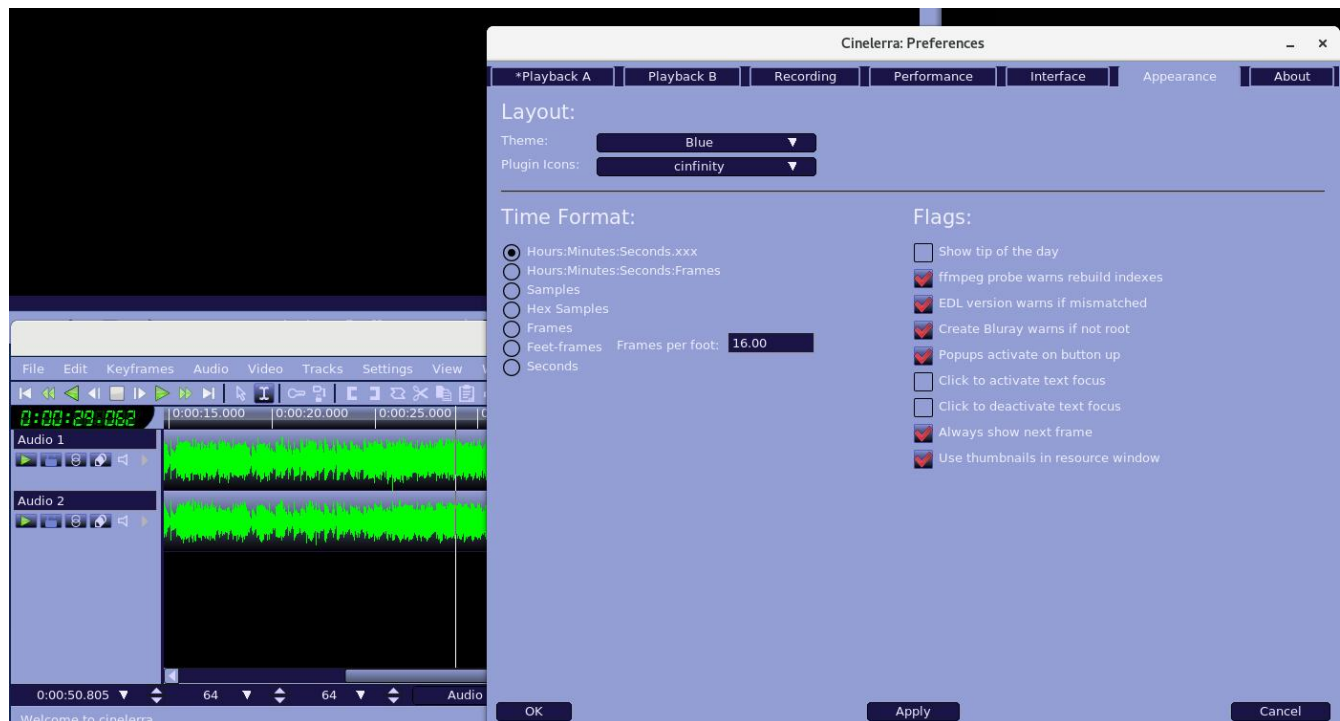 Cinelerra: Preferences
*Playback A
Playback B
Recording
Performance
Interface
Appearance
About
Layout:
Theme: Blue
Plugin Icons: cinfinity
Time Format:
Hours:Minutes:Seconds.xxx
Hours:Minutes:Seconds:Frames
Samples
Hex Samples
Frames
Feet-frames Frames per foot: 16.00
Seconds
Flags:
Show tip of the day
ffmpeg probe warns rebuild indexes
EDL version warns if mismatched
Create Bluray warns if not root
Popups activate on button up
Click to activate text focus
Click to deactivate text focus
Always show next frame
Use thumbnails in resource window
OK
Apply
Cancel
File Edit Keyframes Audio Video Tracks Settings View
0:00:29.062
0:00:15.000 0:00:20.000 0:00:25.000
Audio 1
Audio 2
0:00:50.805 64 64 Audio
Welcome to cinelerra